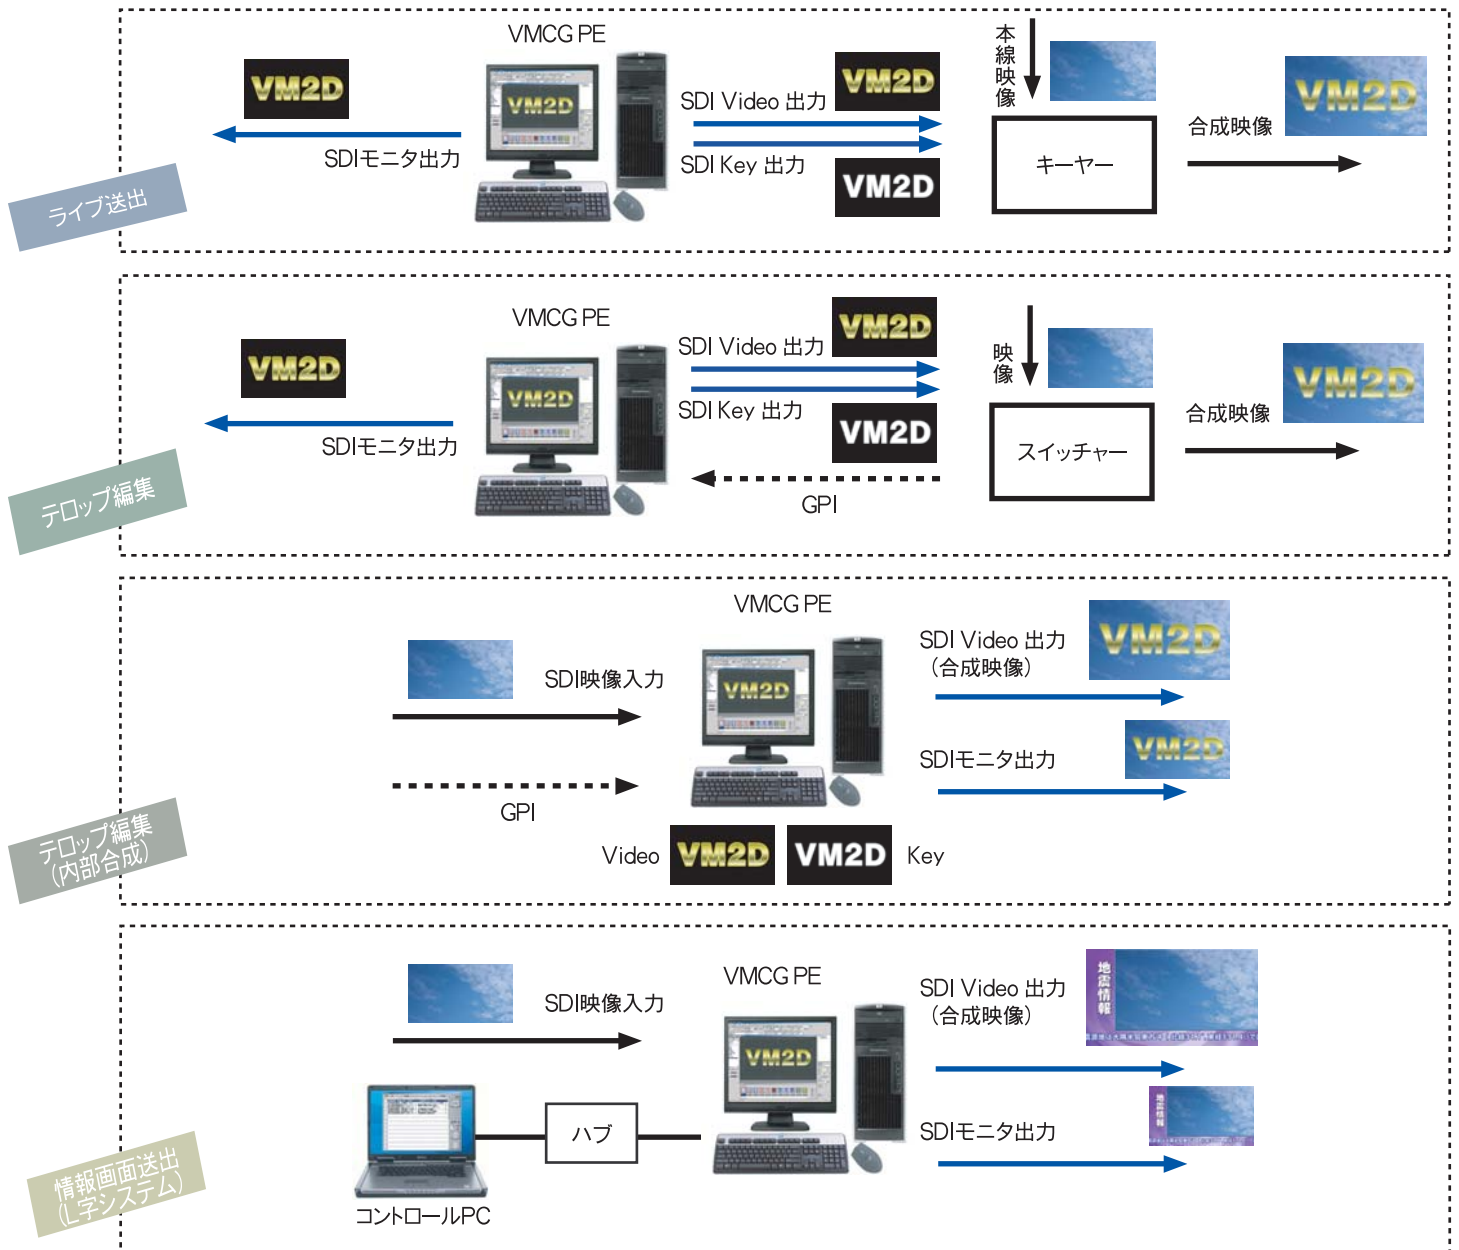 VMCG PE
VM2D
SDIモニタ出力
VM2D
SDI Video 出力
VM2D
SDI Key 出力
VM2D
本線映像
キーヤー
合成映像
VM2D
ライブ送出
VMCG PE
VM2D
SDIモニタ出力
VM2D
SDI Video 出力
VM2D
SDI Key 出力
VM2D
GPI
映像
スイッチャー
合成映像
VM2D
テロップ編集
VMCG PE
SDI映像入力
GPI
VM2D
SDI Video 出力
(合成映像)
VM2D
SDIモニタ出力
VM2D
Video
VM2D
VM2D
Key
テロップ編集
(内部合成)
VMCG PE
SDI映像入力
VM2D
SDI Video 出力
(合成映像)
地震情報
SDIモニタ出力
地震情報
ハブ
コントロールPC
情報画面送出
(L字システム)